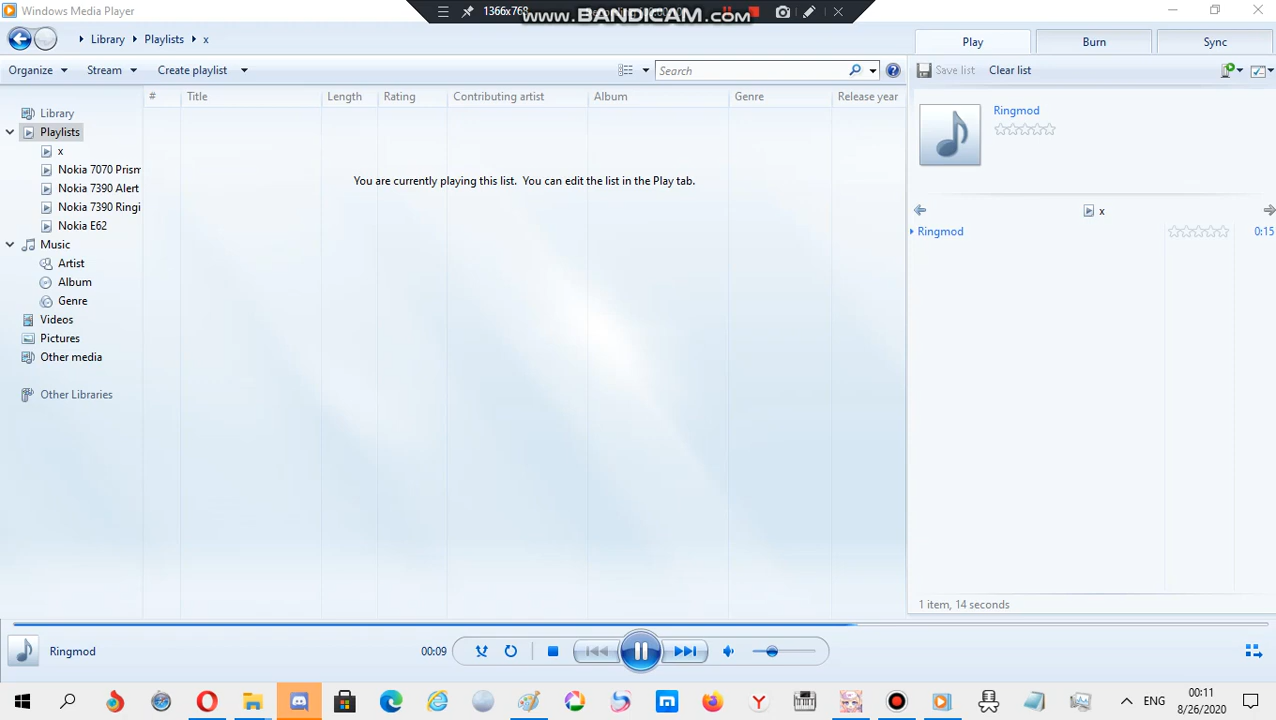 Windows Media Player
1366x768
www.BANDICAM.com
Library
Playlists
x
Play
Burn
Sync
Organize
Stream
Create playlist
Search
Save list
Clear list
#
Title
Length
Rating
Contributing artist
Album
Genre
Release year
Library
Playlists
x
Nokia 7070 Prism
Nokia 7390 Alert
Nokia 7390 Ringi
Nokia E62
Music
Artist
Album
Genre
Videos
Pictures
Other media
Other Libraries
You are currently playing this list. You can edit the list in the Play tab.
Ringmod
x
Ringmod
0:15
1 item, 14 seconds
Ringmod
00:09
ENG
00:11
8/26/2020